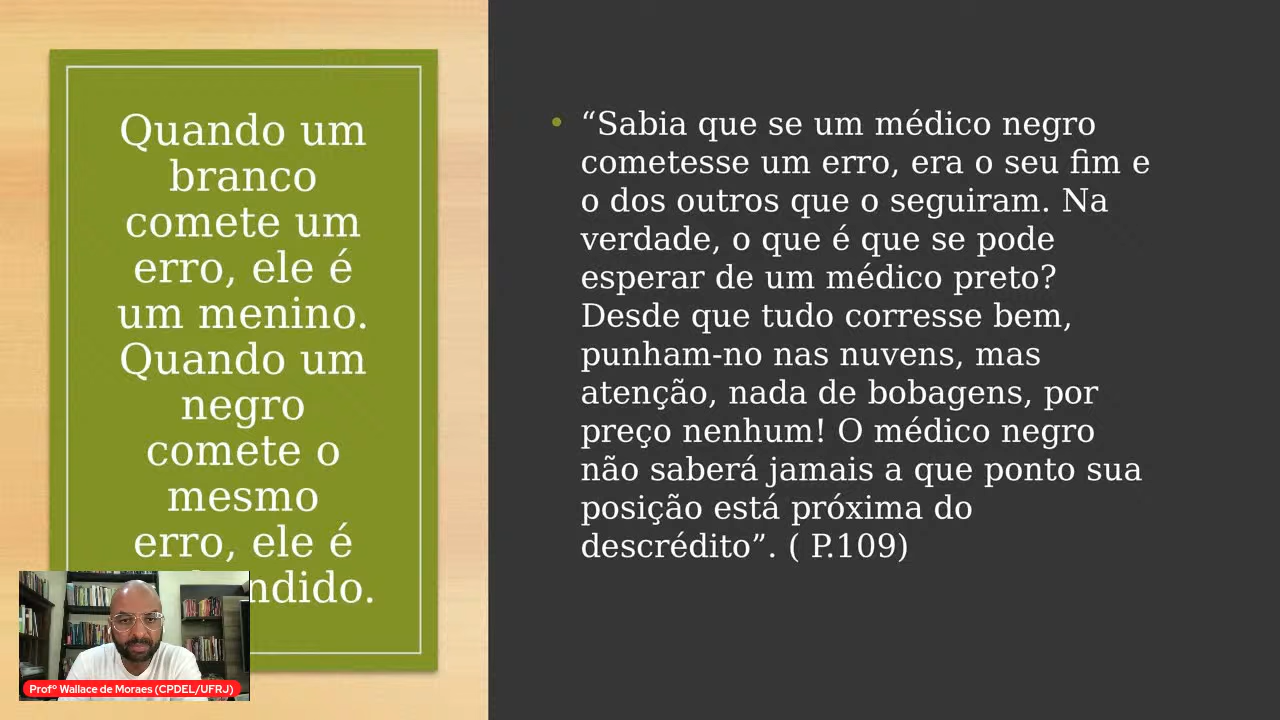 Quando um
branco
comete um
erro, ele é
um menino.
Quando um
negro
comete o
mesmo
erro, ele é
“Sabia que se um médico negro
cometesse um erro, era o seu fim e
o dos outros que o seguiram. Na
verdade, o que é que se pode
esperar de um médico preto?
Desde que tudo corresse bem,
punham-no nas nuvens, mas
atenção, nada de bobagens, por
preço nenhum! O médico negro
não saberá jamais a que ponto sua
posição está próxima do
descrédito”. ( P.109)
Profº Wallace de Moraes (CPDEL/UFRJ)